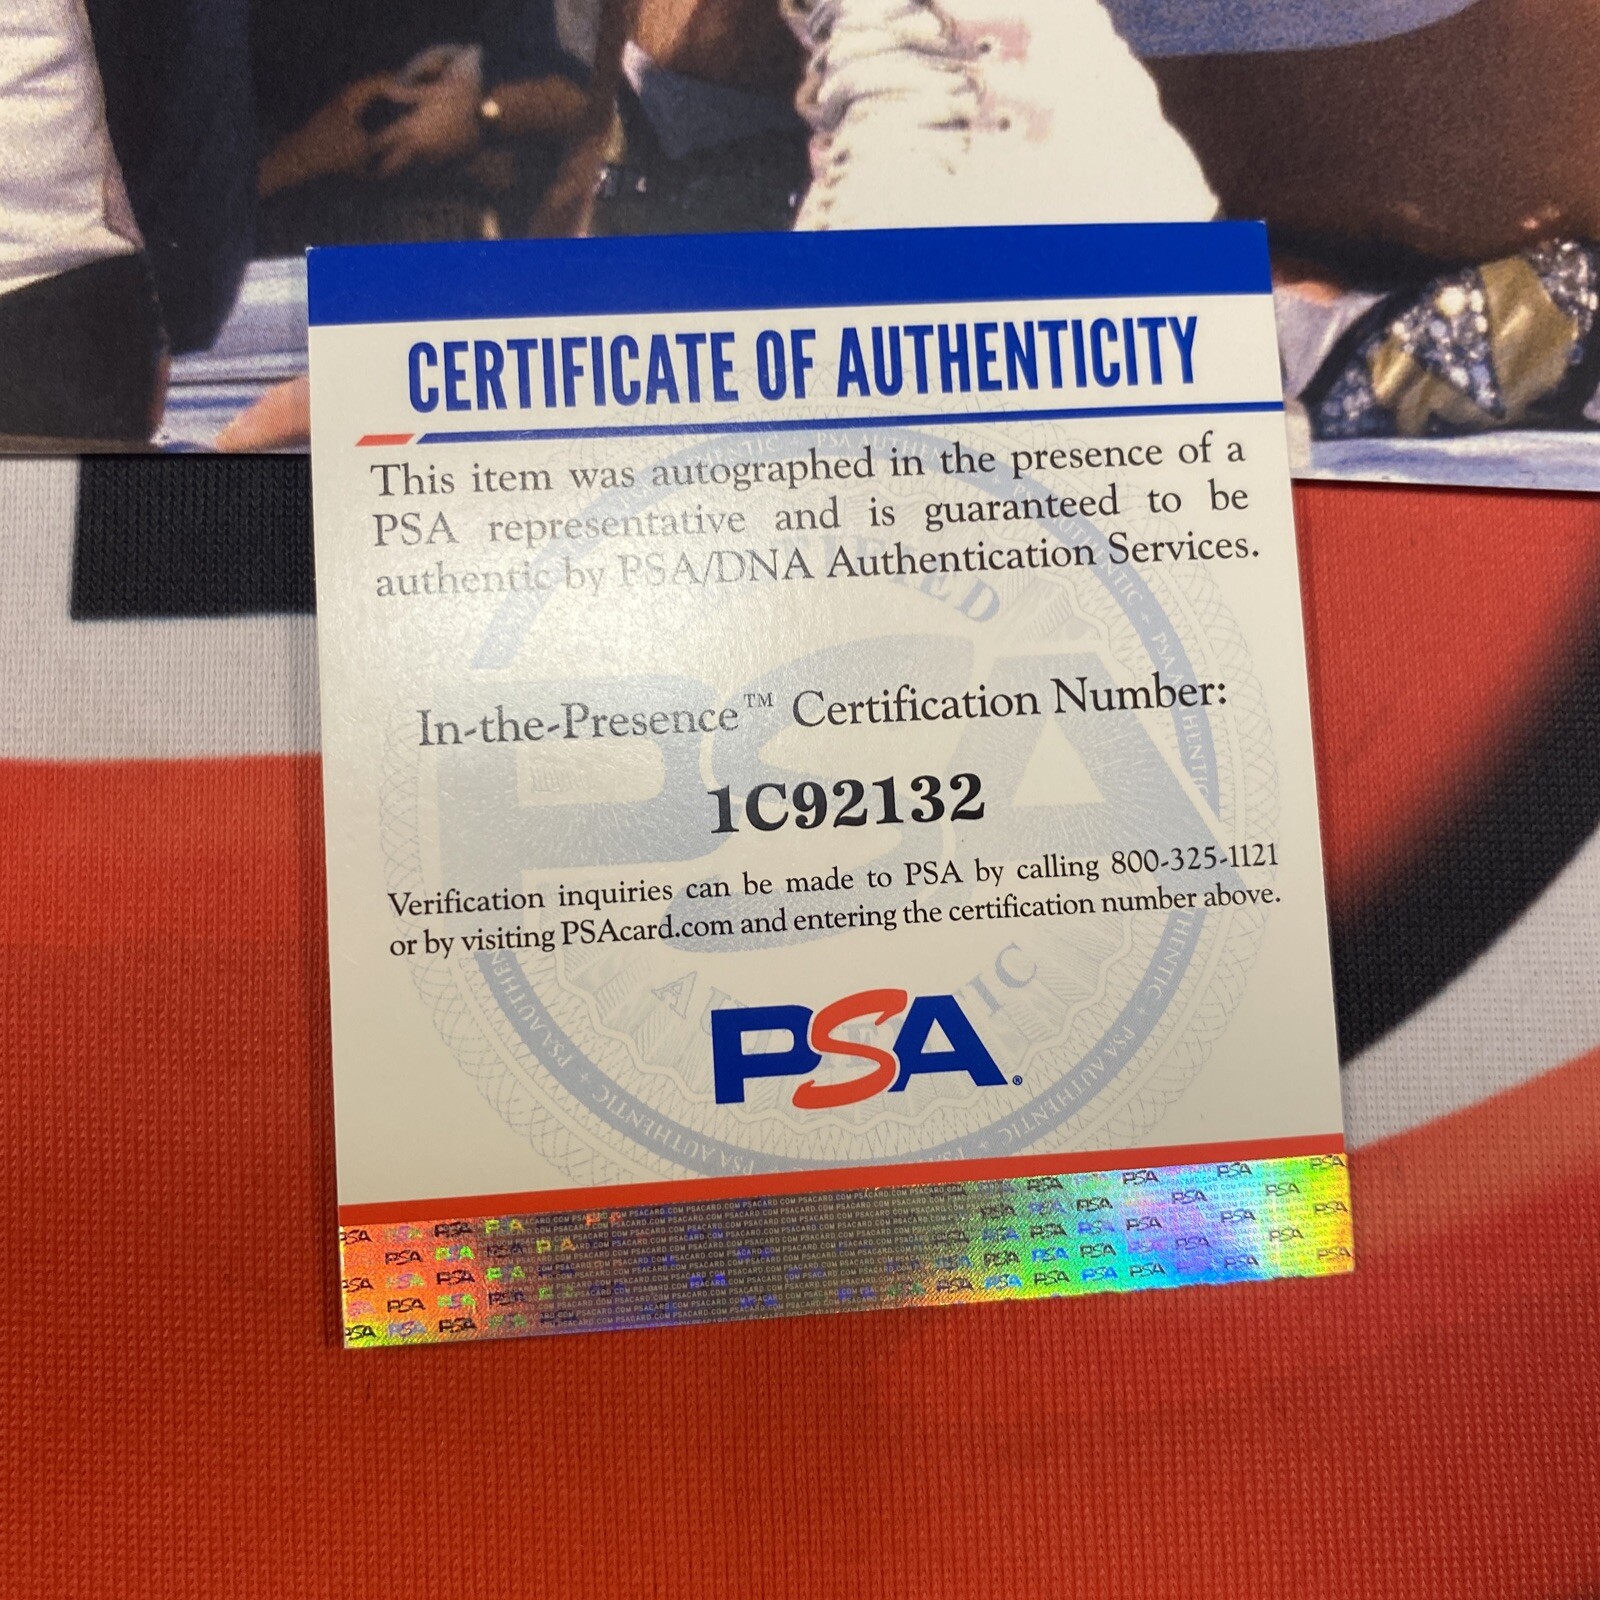 CERTIFICATE OF AUTHENTICITY
This item was autographed in the presence of a
PSA representative and is guaranteed to be
authentic by PSA/DNA Authentication Services.
In-the-Presence™ Certification Number:
1C92132
Verification inquiries can be made to PSA by calling 800-325-1121
or by visiting PSAcard.com and entering the certification number above.
PSA®